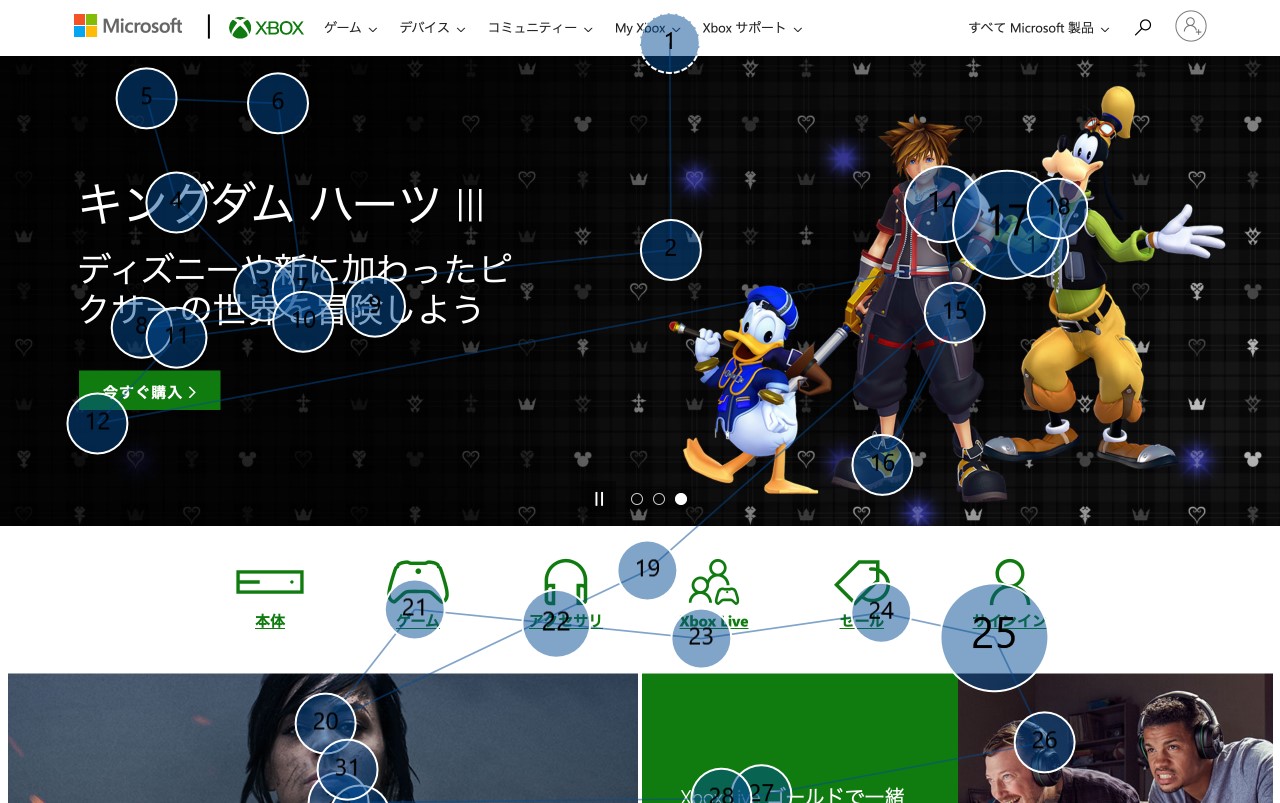 Microsoft
XBOX
ゲーム
デバイス
コミュニティー
My Xbox
Xbox サポート
すべて Microsoft 製品
1
5
6
キングダム ハーツ III
4
14
17
18
13
2
ディズニーや新に加わったピ
クサーの世界を冒険しよう
3
7
9
8
11
10
15
今すぐ購入
12
16
19
本体
ゲーム
アクセサリ
Xbox Live
セール
サインイン
21
22
23
24
25
20
26
31
28
27
Xbox Live ゴールドで一緒